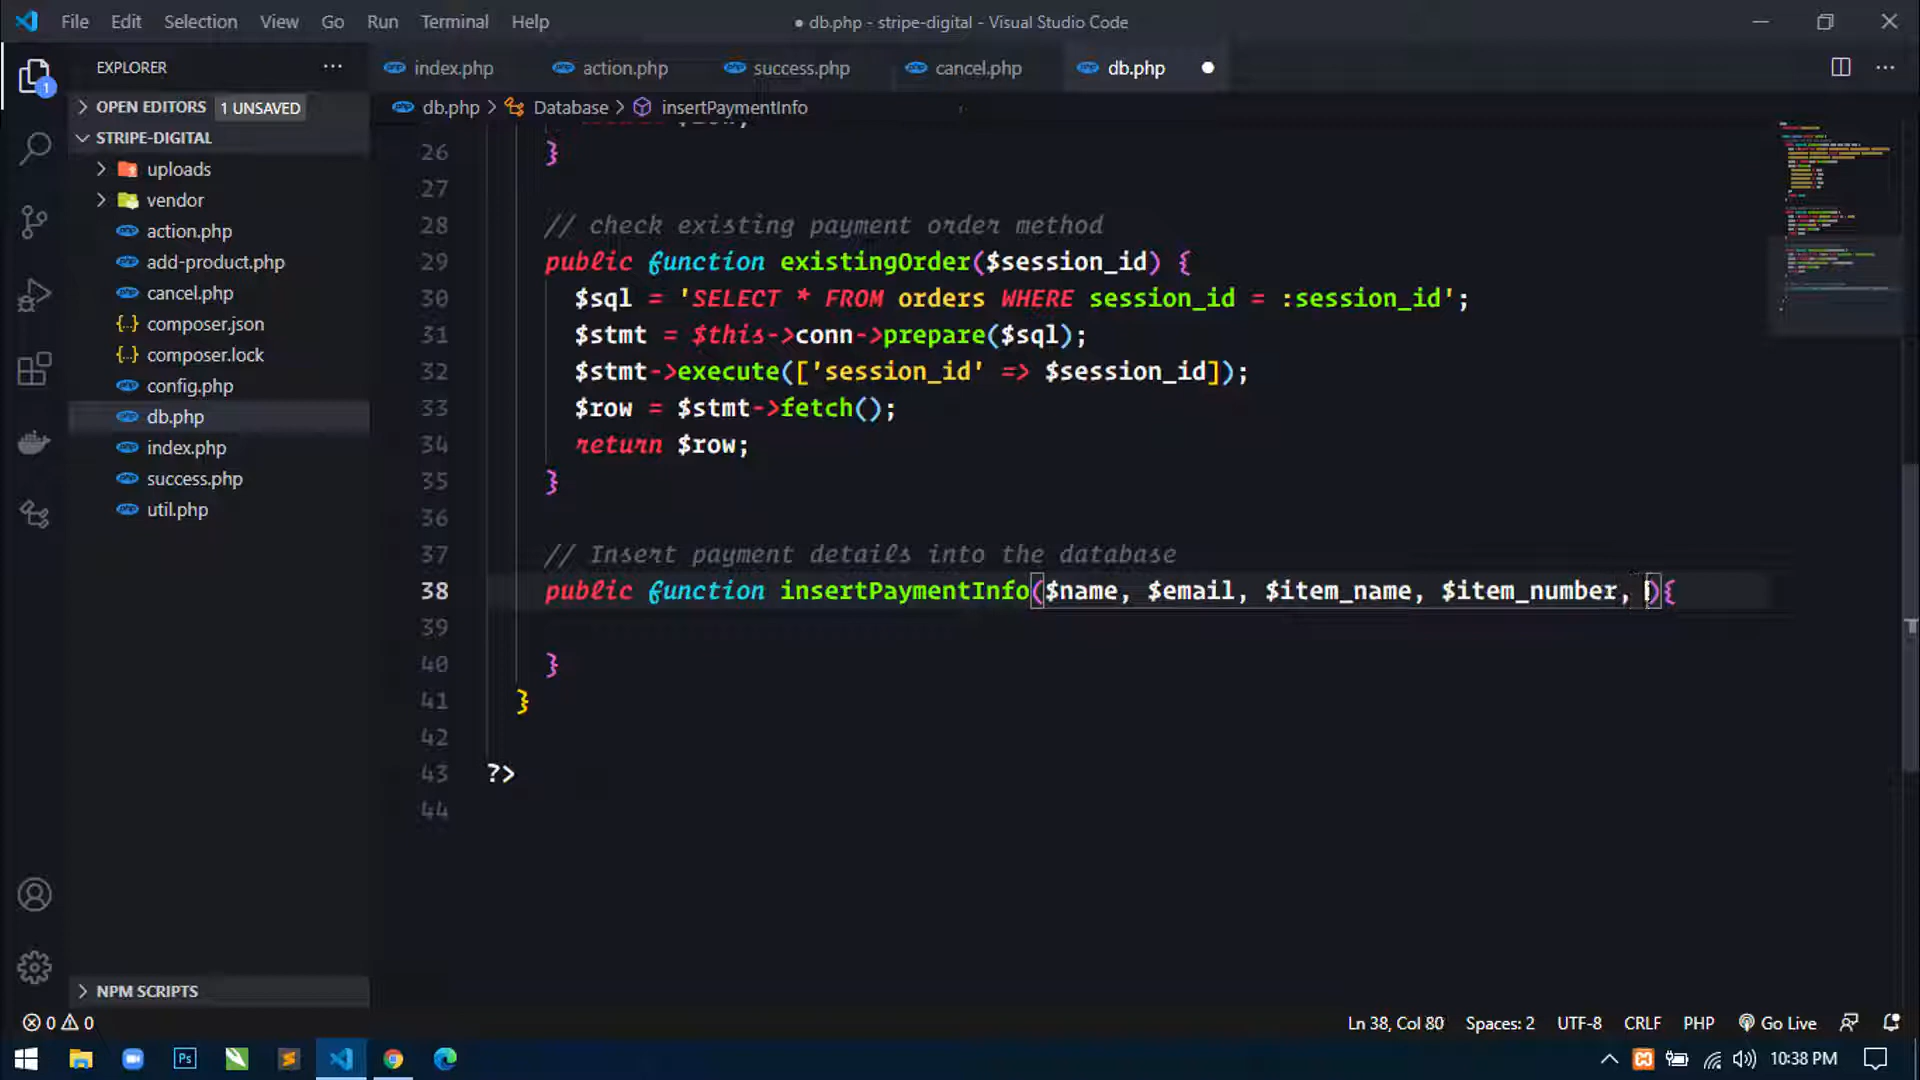 File Edit Selection View Go Run Terminal Help
● db.php - stripe-digital - Visual Studio Code
EXPLORER
index.php action.php success.php cancel.php db.php
OPEN EDITORS 1 UNSAVED
db.php > Database > insertPaymentInfo
STRIPE-DIGITAL
uploads
vendor
action.php
add-product.php
cancel.php
composer.json
composer.lock
config.php
db.php
index.php
success.php
util.php
NPM SCRIPTS
1
26 }
27
28 // check existing payment order method
29 public function existingOrder($session_id) {
30 $sql = 'SELECT * FROM orders WHERE session_id = :session_id';
31 $stmt = $this->conn->prepare($sql);
32 $stmt->execute(['session_id' => $session_id]);
33 $row = $stmt->fetch();
34 return $row;
35 }
36
37 // Insert payment details into the database
38 public function insertPaymentInfo($name, $email, $item_name, $item_number, ){
39
40 }
41 }
42
43 ?>
44
0 0
Ln 38, Col 80 Spaces: 2 UTF-8 CRLF PHP Go Live
Ps
10:38 PM